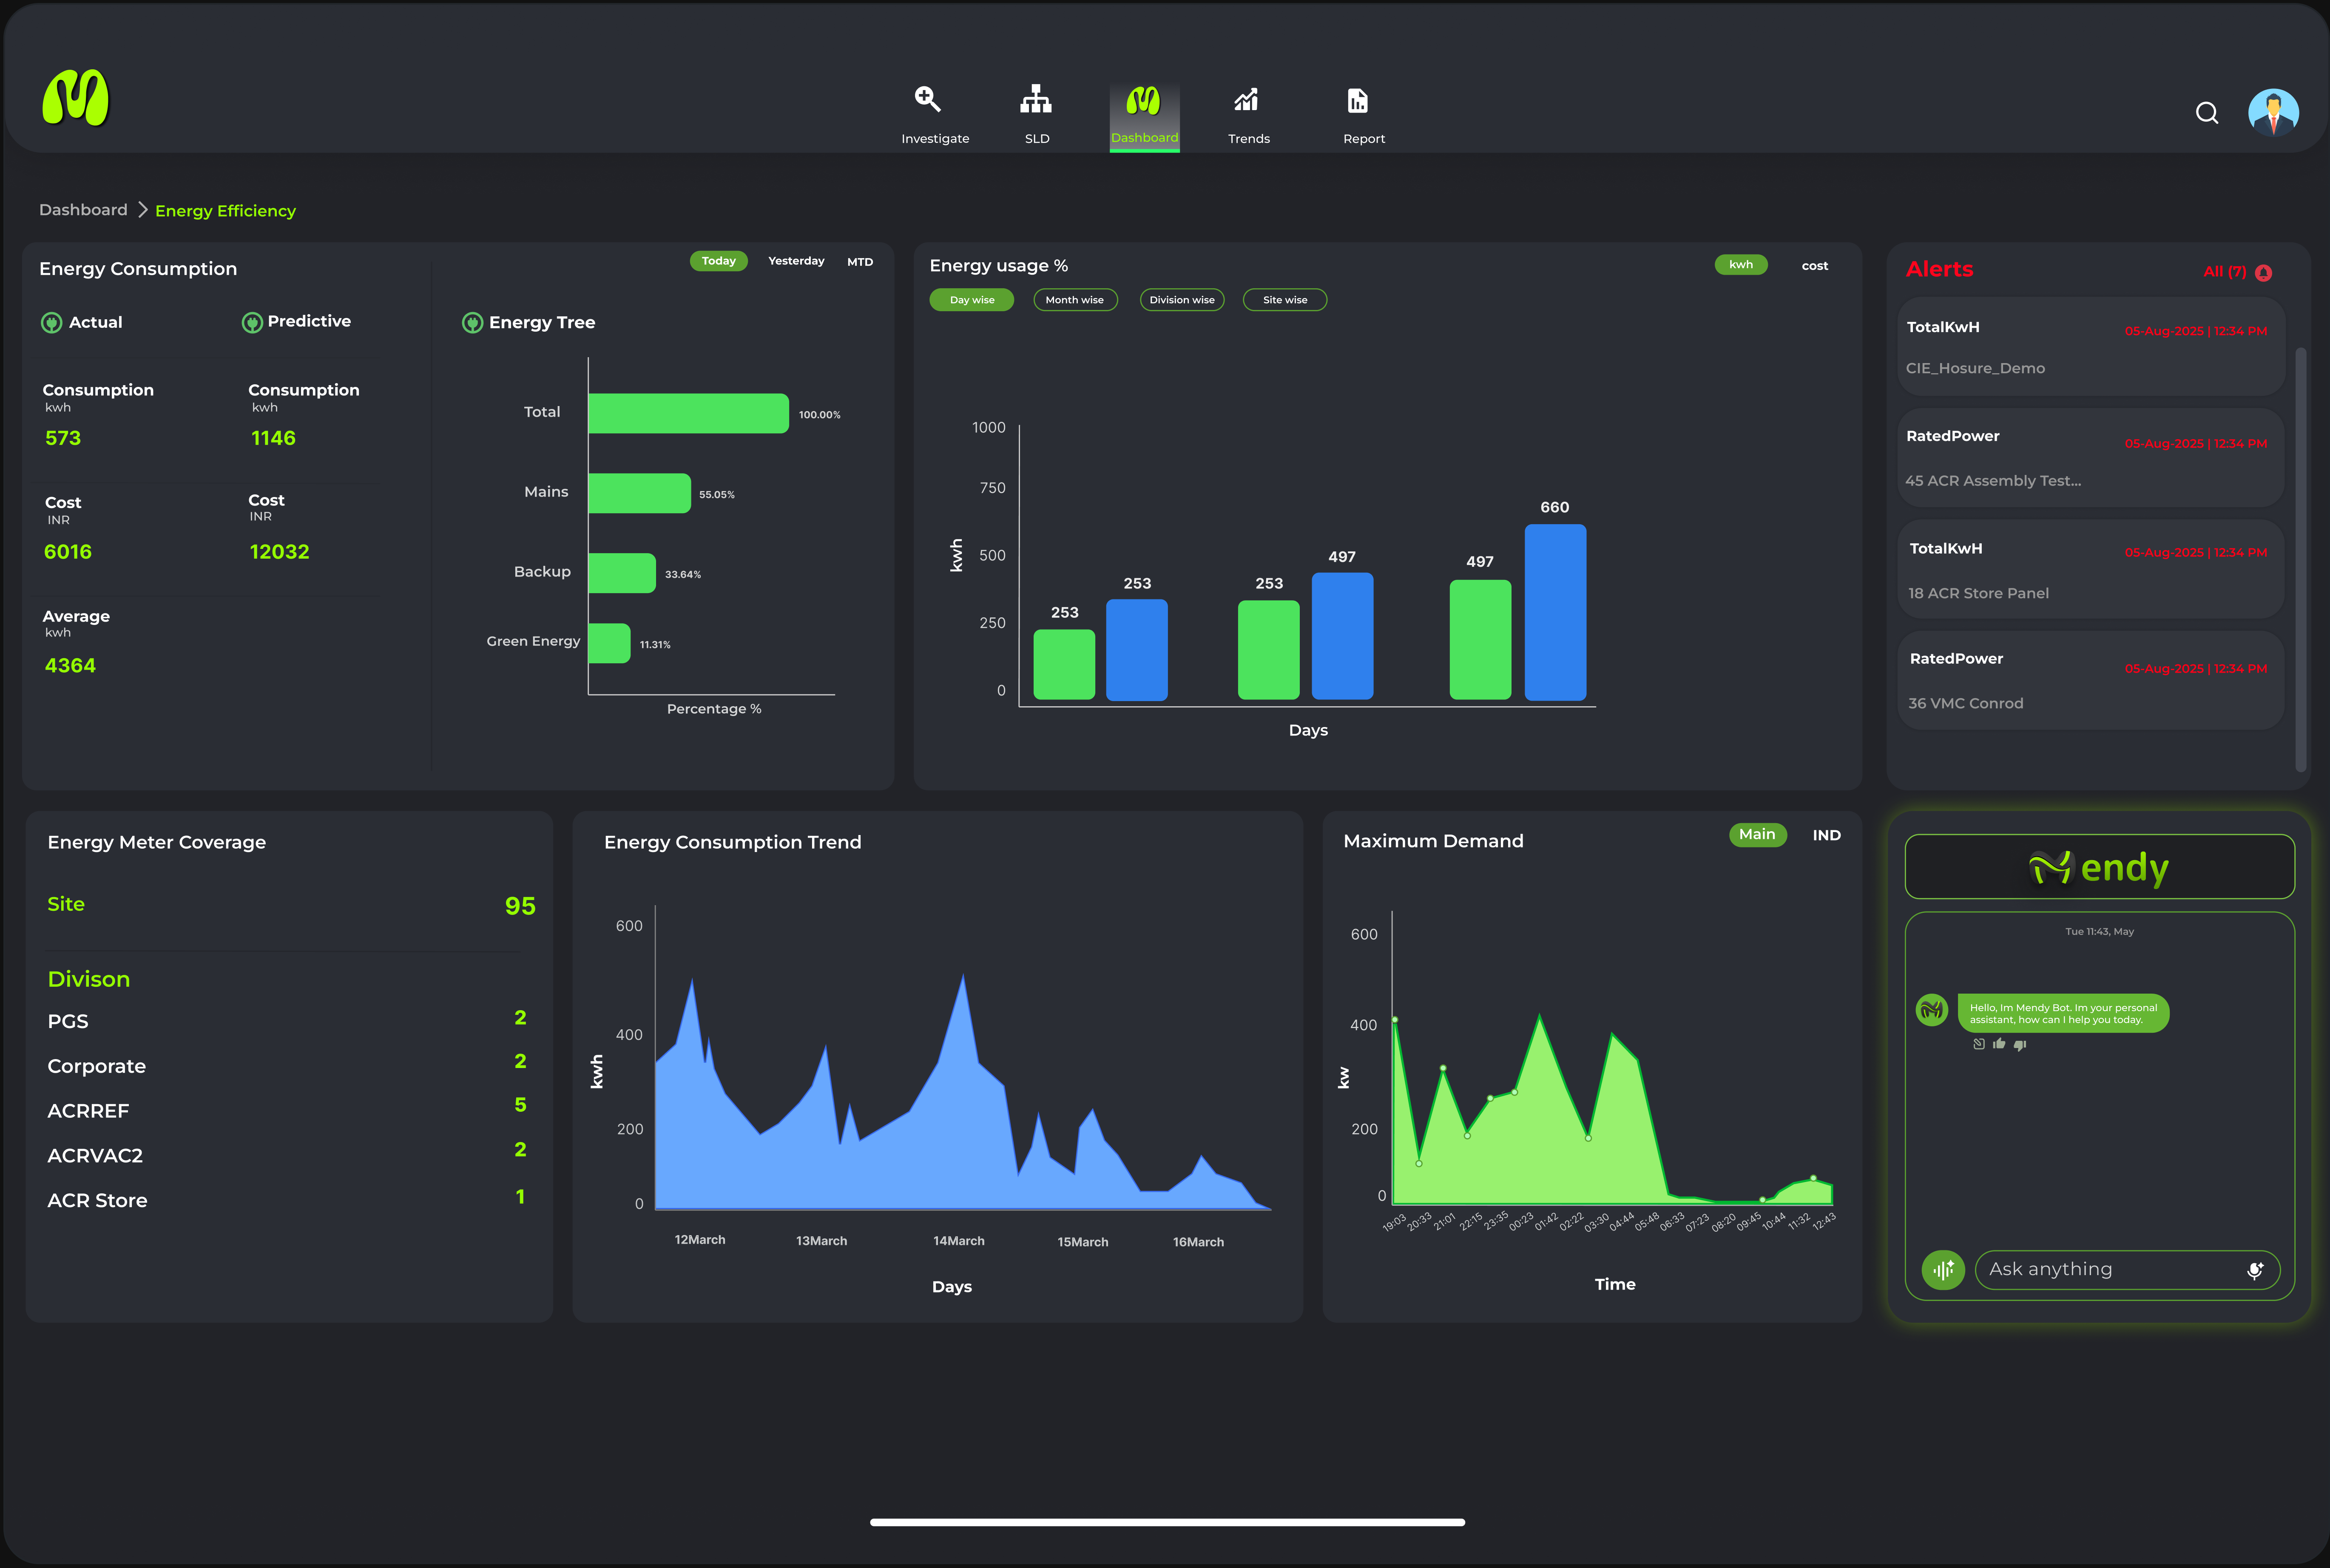 Investigate
SLD
Dashboard
Trends
Report
Dashboard
Energy Efficiency
Energy Consumption
Today
Yesterday
MTD
Actual
Predictive
Consumption
kwh
573
Consumption
kwh
1146
Cost
INR
6016
Cost
INR
12032
Average
kwh
4364
Energy Tree
Total
100.00%
Mains
55.05%
Backup
33.64%
Green Energy
11.31%
Percentage %
Energy usage %
kwh
cost
Day wise
Month wise
Division wise
Site wise
1000
750
500
250
0
kwh
253
253
253
497
497
660
Days
Alerts
All (7)
TotalKwH
05-Aug-2025 | 12:34 PM
CIE_Hosure_Demo
RatedPower
05-Aug-2025 | 12:34 PM
45 ACR Assembly Test...
TotalKwH
05-Aug-2025 | 12:34 PM
18 ACR Store Panel
RatedPower
05-Aug-2025 | 12:34 PM
36 VMC Conrod
Energy Meter Coverage
Site
95
Divison
PGS
2
Corporate
2
ACRREF
5
ACRVAC2
2
ACR Store
1
Energy Consumption Trend
600
400
200
0
kwh
12March
13March
14March
15March
16March
Days
Maximum Demand
Main
IND
600
400
200
0
kw
19:03
20:33
21:01
22:15
23:35
00:23
01:42
02:22
03:30
04:44
05:48
06:33
07:23
08:20
09:45
10:44
11:32
12:43
Time
Mendy
Tue 11:43, May
Hello, Im Mendy Bot. Im your personal
assistant, how can I help you today.
Ask anything